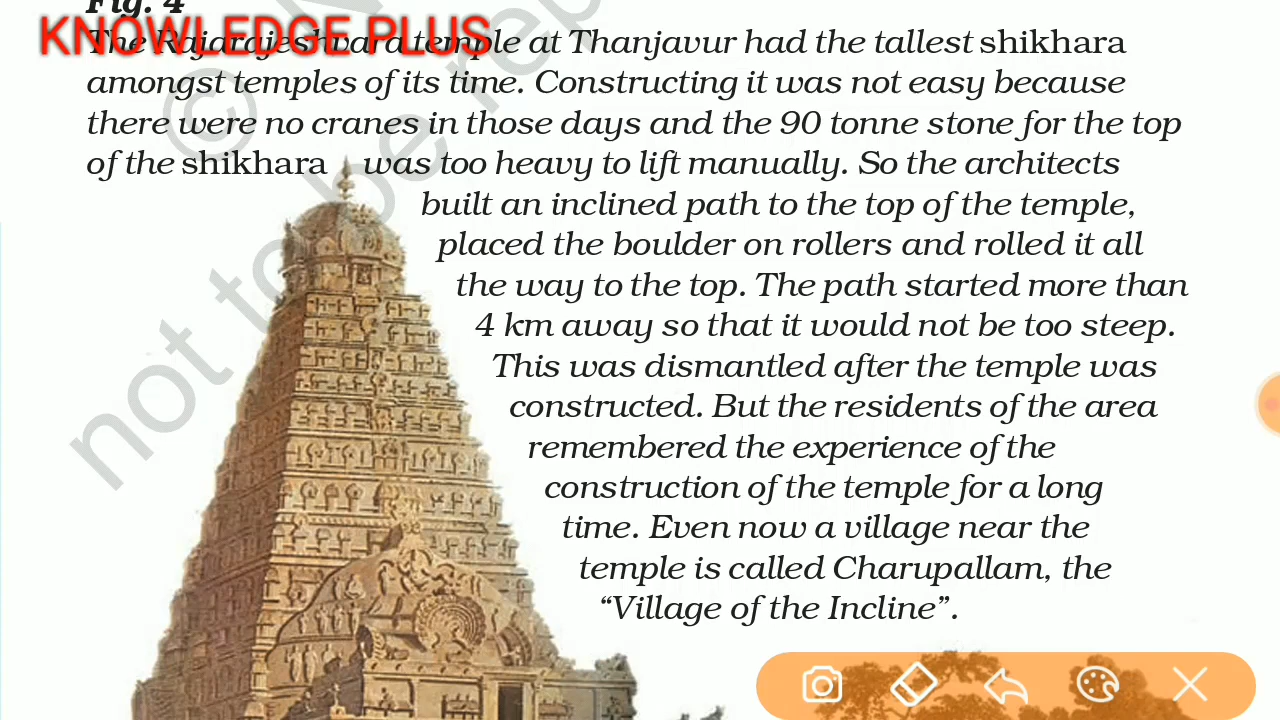 Fig. 4
KNOWLEDGE PLUS
The Rajarajeshvara temple at Thanjavur had the tallest shikhara
amongst temples of its time. Constructing it was not easy because
there were no cranes in those days and the 90 tonne stone for the top
of the shikhara was too heavy to lift manually. So the architects
built an inclined path to the top of the temple,
placed the boulder on rollers and rolled it all
the way to the top. The path started more than
4 km away so that it would not be too steep.
This was dismantled after the temple was
constructed. But the residents of the area
remembered the experience of the
construction of the temple for a long
time. Even now a village near the
temple is called Charupallam, the
“Village of the Incline”.
© N
not to be rep